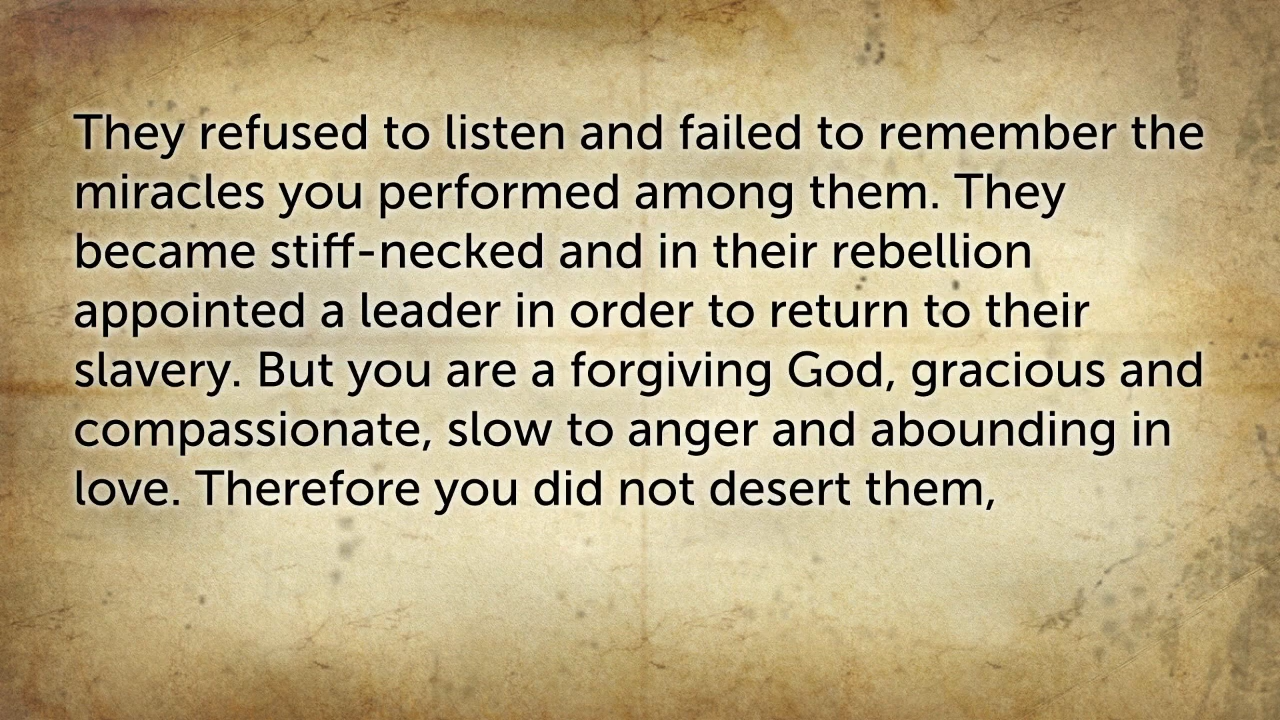 They refused to listen and failed to remember the
miracles you performed among them. They
became stiff-necked and in their rebellion
appointed a leader in order to return to their
slavery. But you are a forgiving God, gracious and
compassionate, slow to anger and abounding in
love. Therefore you did not desert them,